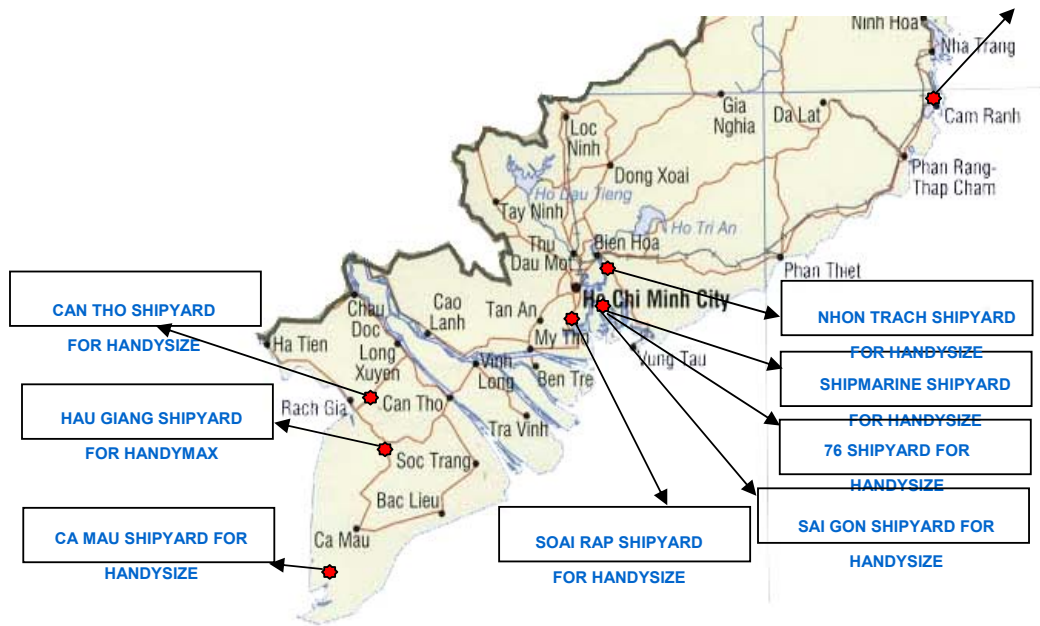 Ninh Hoa
Nha Trang
Gia
Nghia
Da Lat
Cam Ranh
Loc
Ninh
Dong Xoai
Phan Rang-
Thap Cham
Ho Dau Tieng
Tay Ninh
Ho Tri An
Thu
Dau Mot
Bien Hoa
Phan Thiet
Ho Chi Minh City
CAN THO SHIPYARD
FOR HANDYSIZE
Chau
Doc
Cao
Lanh
Tan An
My Tho
Vung Tau
NHON TRACH SHIPYARD
FOR HANDYSIZE
Ha Tien
Long
Xuyen
Vinh
Long
Ben Tre
SHIPMARINE SHIPYARD
FOR HANDYSIZE
Rach Gia
Can Tho
Tra Vinh
HAU GIANG SHIPYARD
FOR HANDYMAX
Soc Trang
76 SHIPYARD FOR
HANDYSIZE
Bac Lieu
Ca Mau
CA MAU SHIPYARD FOR
HANDYSIZE
SOAI RAP SHIPYARD
FOR HANDYSIZE
SAI GON SHIPYARD FOR
HANDYSIZE